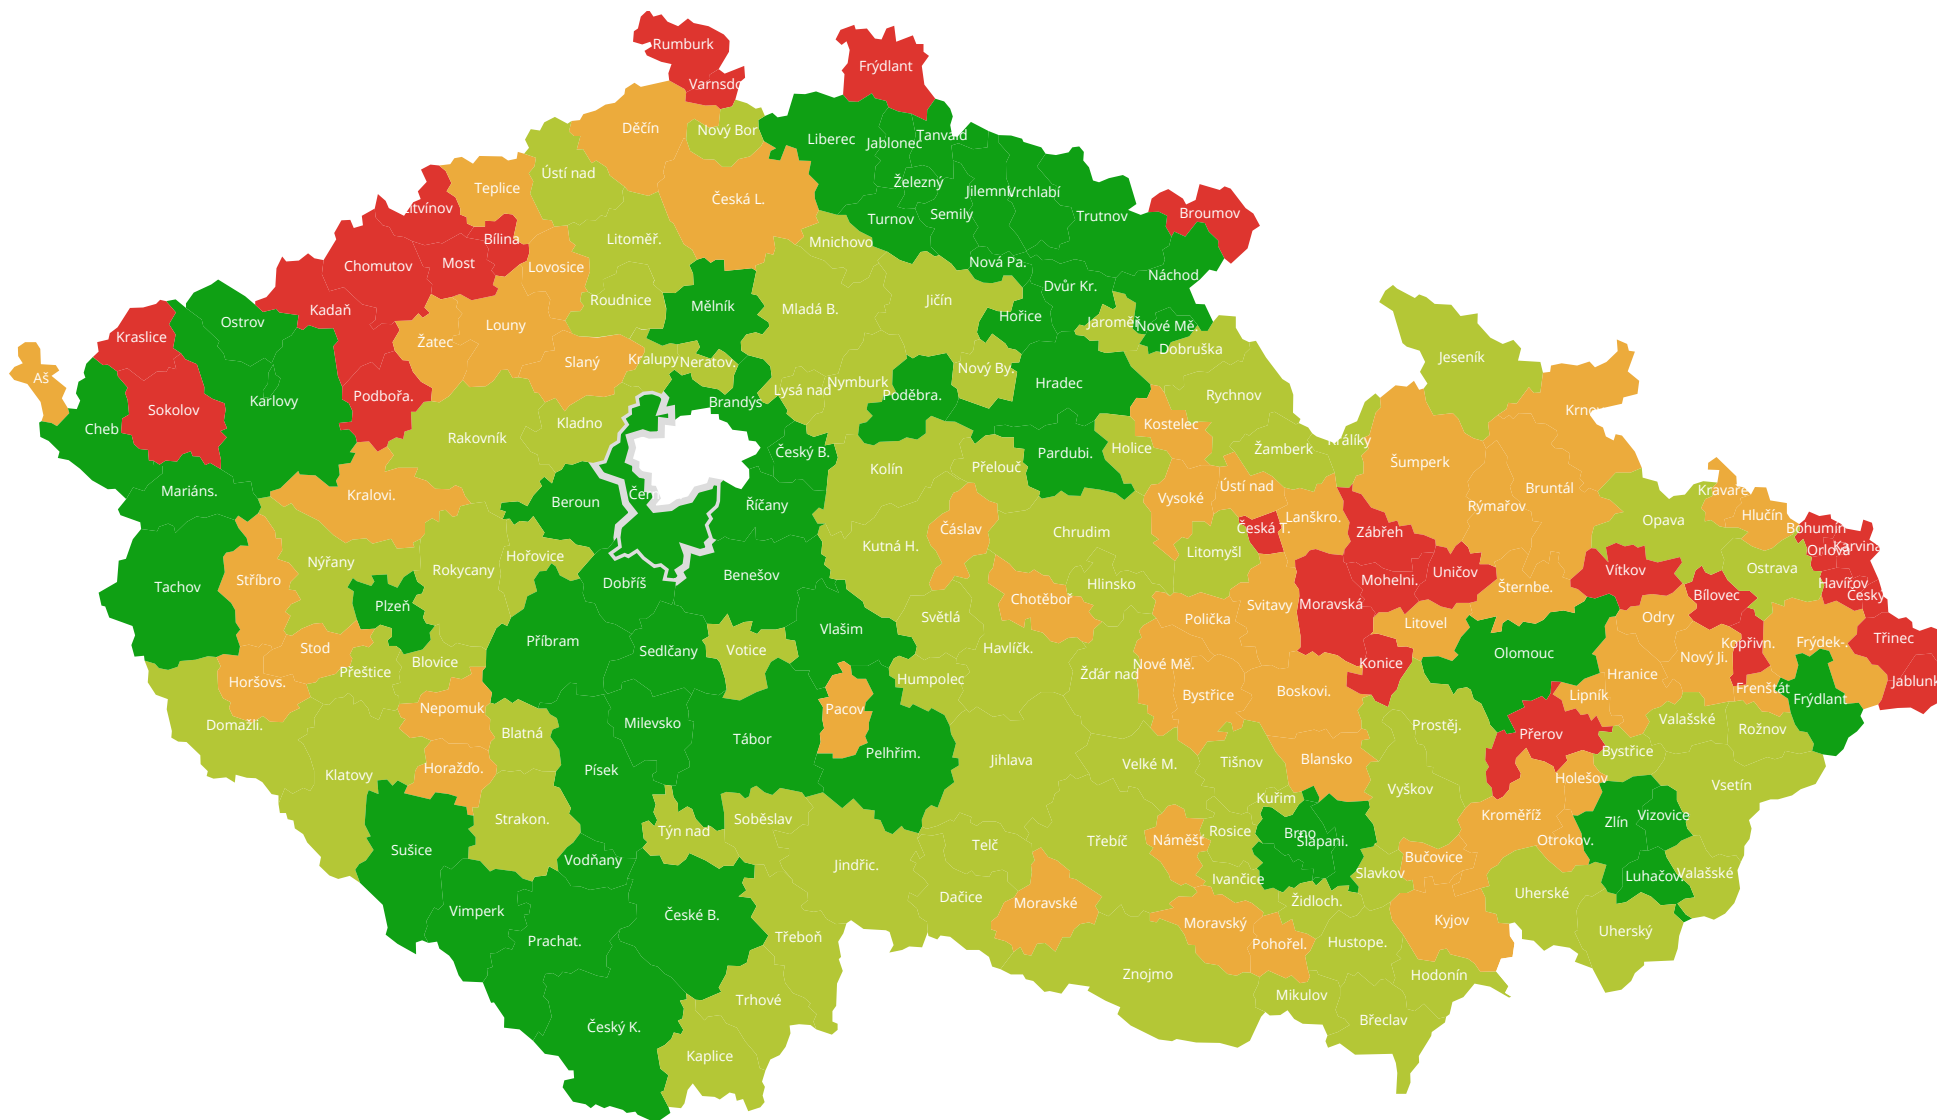 Rumburk
Frýdlant
Varnsdo
Děčín
Nový Bor
Liberec
Jablonec
Tanvald
Ústí nad
Teplice
Česká L.
Železný
Jilemni
Vrchlabí
Turnov
Semily
Trutnov
Broumov
itvínov
Bílina
Litoměř.
Mnichovo
Chomutov
Most
Lovosice
Nová Pa.
Náchod
Dvůr Kr.
Roudnice
Mělník
Mladá B.
Jičín
Kadaň
Ostrov
Hořice
Jaroměř
Nové Mě.
Louny
Kraslice
Žatec
Dobruška
Slaný
Kralupy
Neratov.
Jeseník
Aš
Nový By.
Nymburk
Hradec
Lysá nad
Poděbra.
Rychnov
Podbořa.
Karlovy
Brandýs
Sokolov
Krno
Kladno
Kostelec
Cheb
Rakovník
Králíky
Žamberk
Holice
Český B.
Pardubi.
Šumperk
Kolín
Přelouč
Mariáns.
Kralovi.
Čer
Beroun
Říčany
Vysoké
Ústí nad
Bruntál
Kravaře
Rýmařov
Hlučín
Lanškro.
Opava
Čáslav
Chrudim
Česká T.
Zábřeh
Bohumín
Kutná H.
Litomyšl
Orlová
Karviná
Hořovice
Nýřany
Rokycany
Benešov
Stříbro
Dobříš
Hlinsko
Mohelni.
Uničov
Vítkov
Ostrava
Havířov
Tachov
Šternbe.
Bílovec
Český
Plzeň
Chotěboř
Svitavy
Moravská
Světlá
Polička
Litovel
Odry
Vlašim
Příbram
Třinec
Kopřivn.
Frýdek-.
Stod
Sedlčany
Votice
Havlíčk.
Olomouc
Nový Ji.
Blovice
Přeštice
Konice
Nové Mě.
Žďár nad
Hranice
Horšovs.
Humpolec
Jablunk
Frenštát
Bystřice
Boskovi.
Lipník
Frýdlant
Nepomuk
Pacov
Domažli.
Milevsko
Valašské
Prostěj.
Rožnov
Blatná
Přerov
Tábor
Pelhřim.
Bystřice
Jihlava
Blansko
Tišnov
Velké M.
Horažďo.
Písek
Klatovy
Holešov
Vsetín
Vyškov
Kuřim
Kroměříž
Vizovice
Strakon.
Soběslav
Zlín
Týn nad
Rosice
Brno
Šlapani.
Třebíč
Náměšť
Otrokov.
Telč
Sušice
Bučovice
Vodňany
Jindřic.
Slavkov
Luhačov.
Valašské
Ivančice
Uherské
Dačice
Židloch.
Moravské
Vimperk
České B.
Kyjov
Moravský
Uherský
Třeboň
Prachat.
Hustope.
Pohořel.
Znojmo
Hodonín
Mikulov
Trhové
Břeclav
Český K.
Kaplice